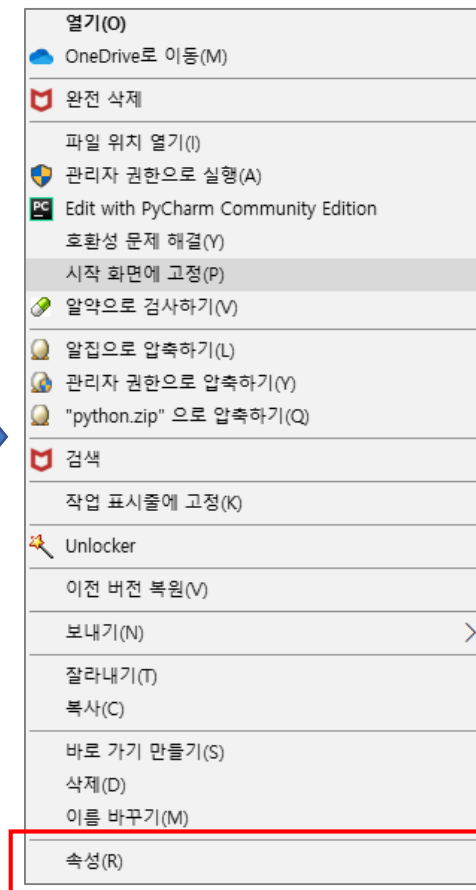 열기(O)
OneDrive로 이동(M)
완전 삭제
파일 위치 열기(I)
관리자 권한으로 실행(A)
PC Edit with PyCharm Community Edition
호환성 문제 해결(Y)
시작 화면에 고정(P)
알약으로 검사하기(V)
알집으로 압축하기(L)
관리자 권한으로 압축하기(Y)
"python.zip" 으로 압축하기(Q)
검색
작업 표시줄에 고정(K)
Unlocker
이전 버전 복원(V)
보내기(N)
잘라내기(T)
복사(C)
바로 가기 만들기(S)
삭제(D)
이름 바꾸기(M)
속성(R)